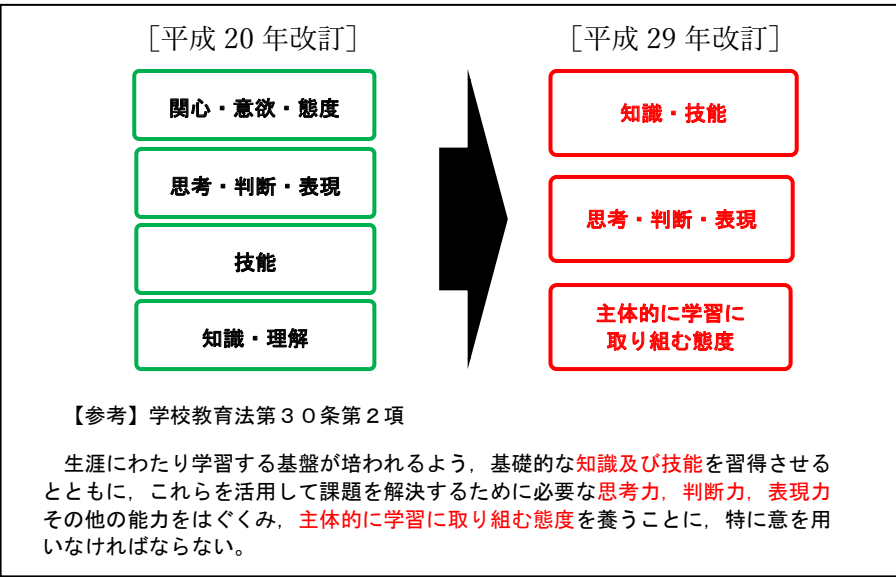 ［平成 20 年改訂］
関心・意欲・態度
思考・判断・表現
技能
知識・理解
［平成 29 年改訂］
知識・技能
思考・判断・表現
主体的に学習に
取り組む態度
【参考】学校教育法第３０条第２項
生涯にわたり学習する基盤が培われるよう，基礎的な知識及び技能を習得させる
とともに，これらを活用して課題を解決するために必要な思考力，判断力，表現力
その他の能力をはぐくみ，主体的に学習に取り組む態度を養うことに，特に意を用
いなければならない。